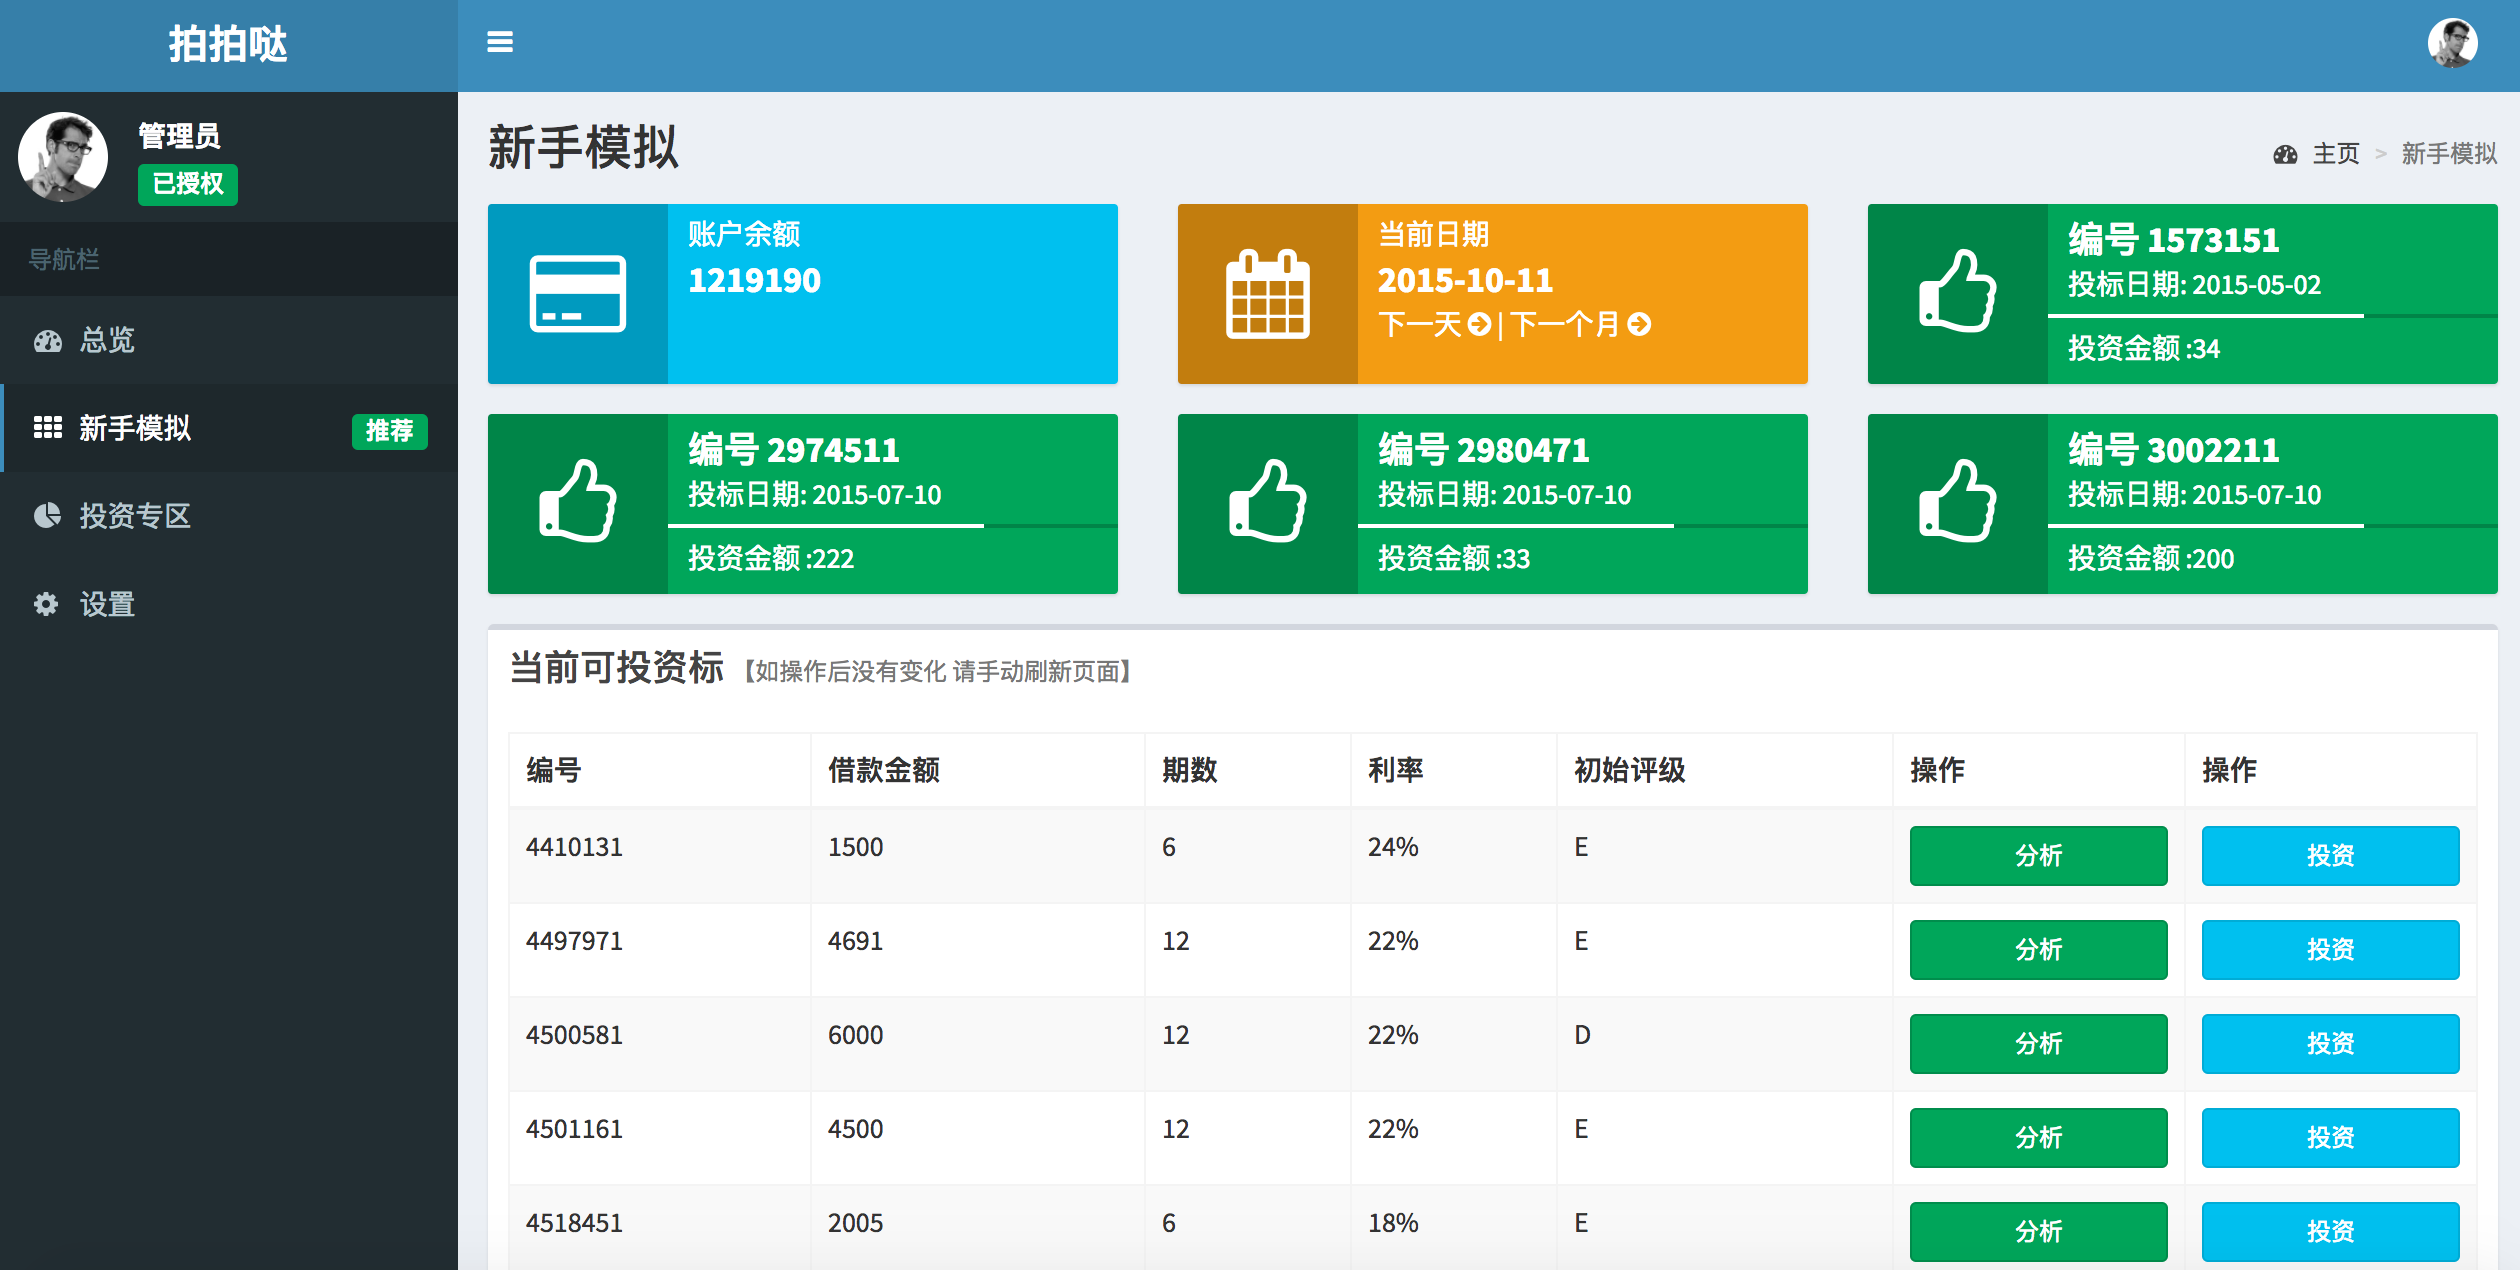 拍拍哒
管理员
已授权
导航栏
总览
新手模拟 推荐
投资专区
设置
新手模拟
主页 > 新手模拟
账户余额
1219190
当前日期
2015-10-11
下一天 | 下一个月
编号 1573151
投标日期: 2015-05-02
投资金额 :34
编号 2974511
投标日期: 2015-07-10
投资金额 :222
编号 2980471
投标日期: 2015-07-10
投资金额 :33
编号 3002211
投标日期: 2015-07-10
投资金额 :200
当前可投资标 【如操作后没有变化 请手动刷新页面】
编号 借款金额 期数 利率 初始评级 操作 操作
4410131 1500 6 24% E 分析 投资
4497971 4691 12 22% E 分析 投资
4500581 6000 12 22% D 分析 投资
4501161 4500 12 22% E 分析 投资
4518451 2005 6 18% E 分析 投资